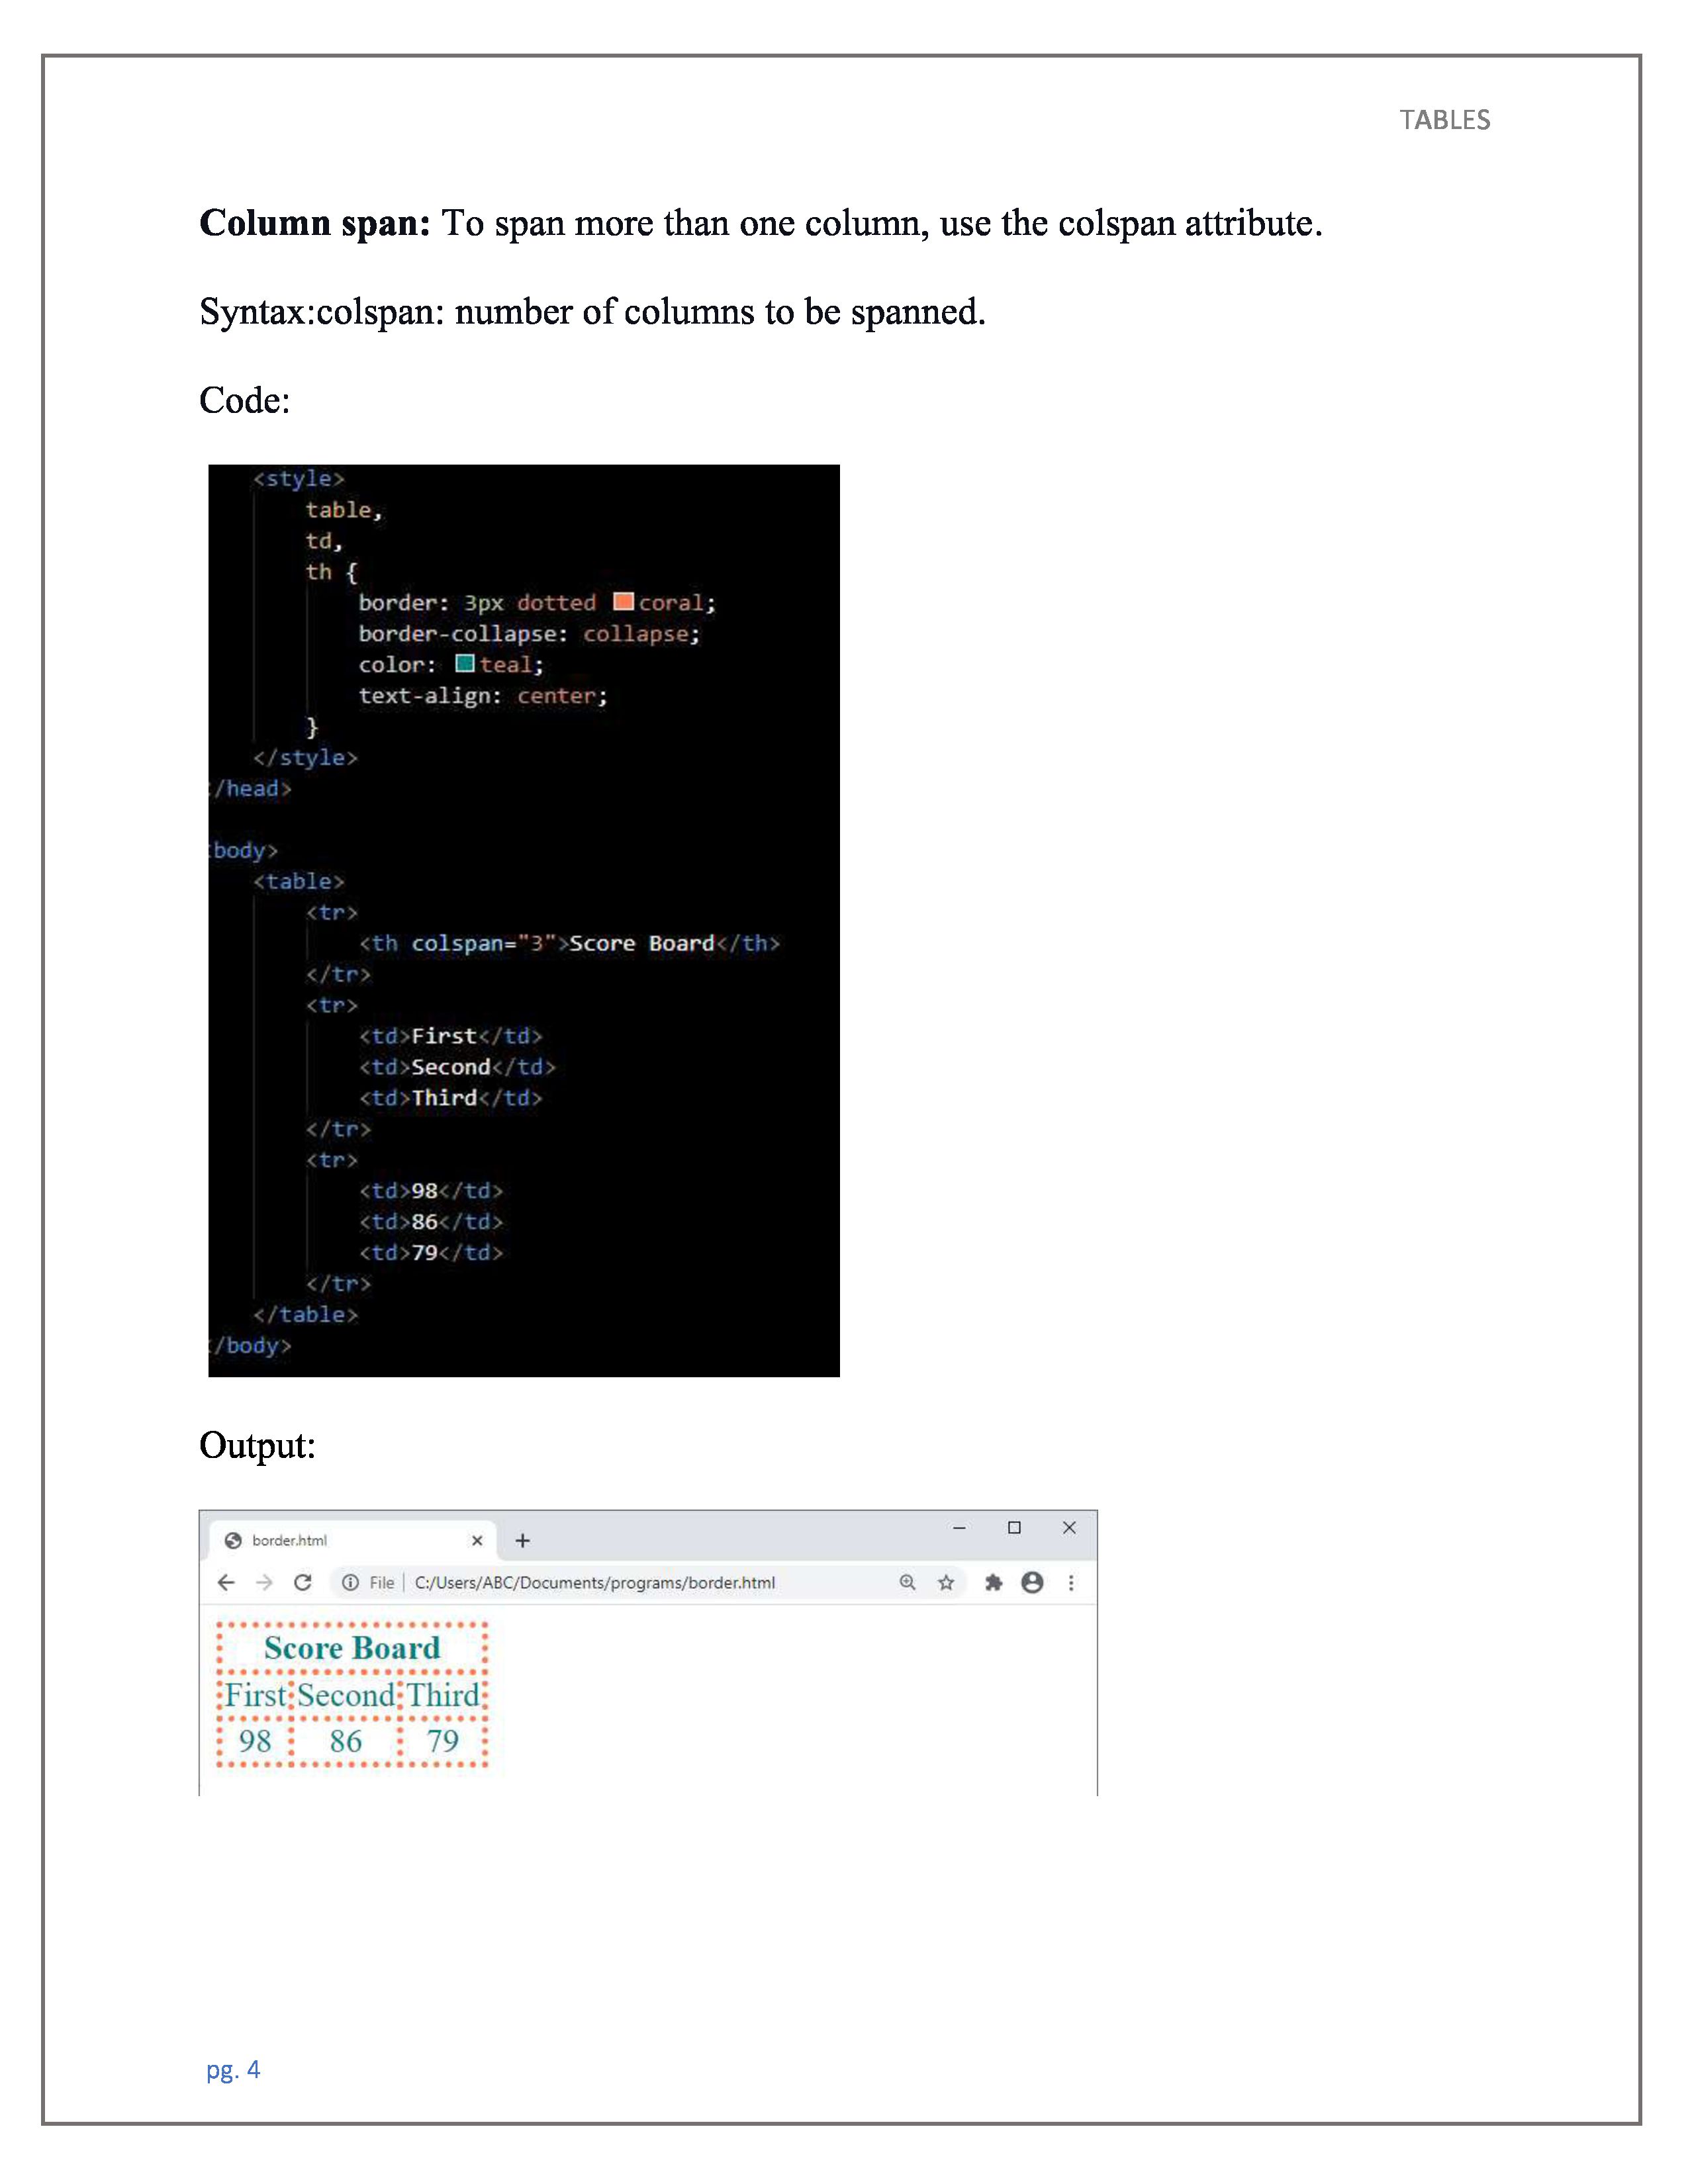 TABLES
Column span: To span more than one column, use the colspan attribute.
Syntax:colspan: number of columns to be spanned.
Code:
<style>
table,
td,
th {
border: 3px dotted coral;
border-collapse: collapse;
color: teal;
text-align: center;
}
</style>
/head>
body>
<table>
<tr>
<th colspan="3">Score Board</th>
</tr>
<tr>
<td>First</td>
<td>Second</td>
<td>Third</td>
</tr>
<tr>
<td>98</td>
<td>86</td>
<td>79</td>
</tr>
</table>
/body>
Output:
border.html
File C:/Users/ABC/Documents/programs/border.html
Score Board
First Second Third
98 86 79
pg. 4